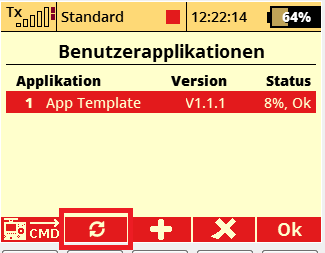 Tx Standard 12:22:14 64%
Benutzerapplikationen
Applikation Version Status
1 App Template V1.1.1 8%, Ok
CMD Ok